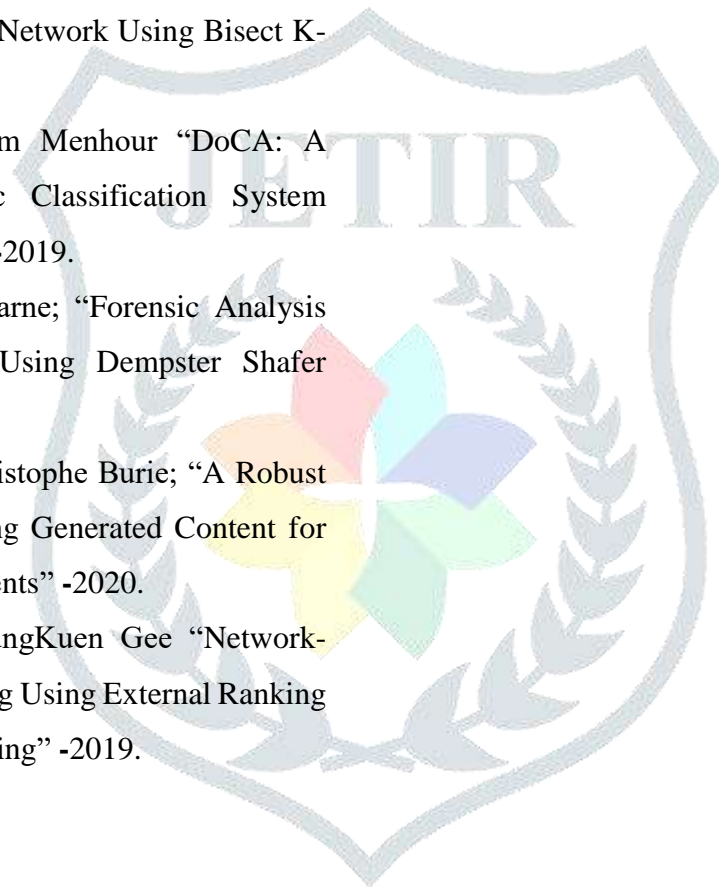 Network Using Bisect K-
m Menhour “DoCA: A
c Classification System
-2019.
arne; “Forensic Analysis
Using Dempster Shafer
istophe Burie; “A Robust
ng Generated Content for
ents” -2020.
angKuen Gee “Network-
g Using External Ranking
ing” -2019.
JETIR